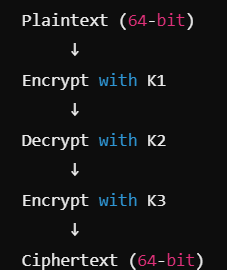 Plaintext (64-bit)
↓
Encrypt with K1
↓
Decrypt with K2
↓
Encrypt with K3
↓
Ciphertext (64-bit)